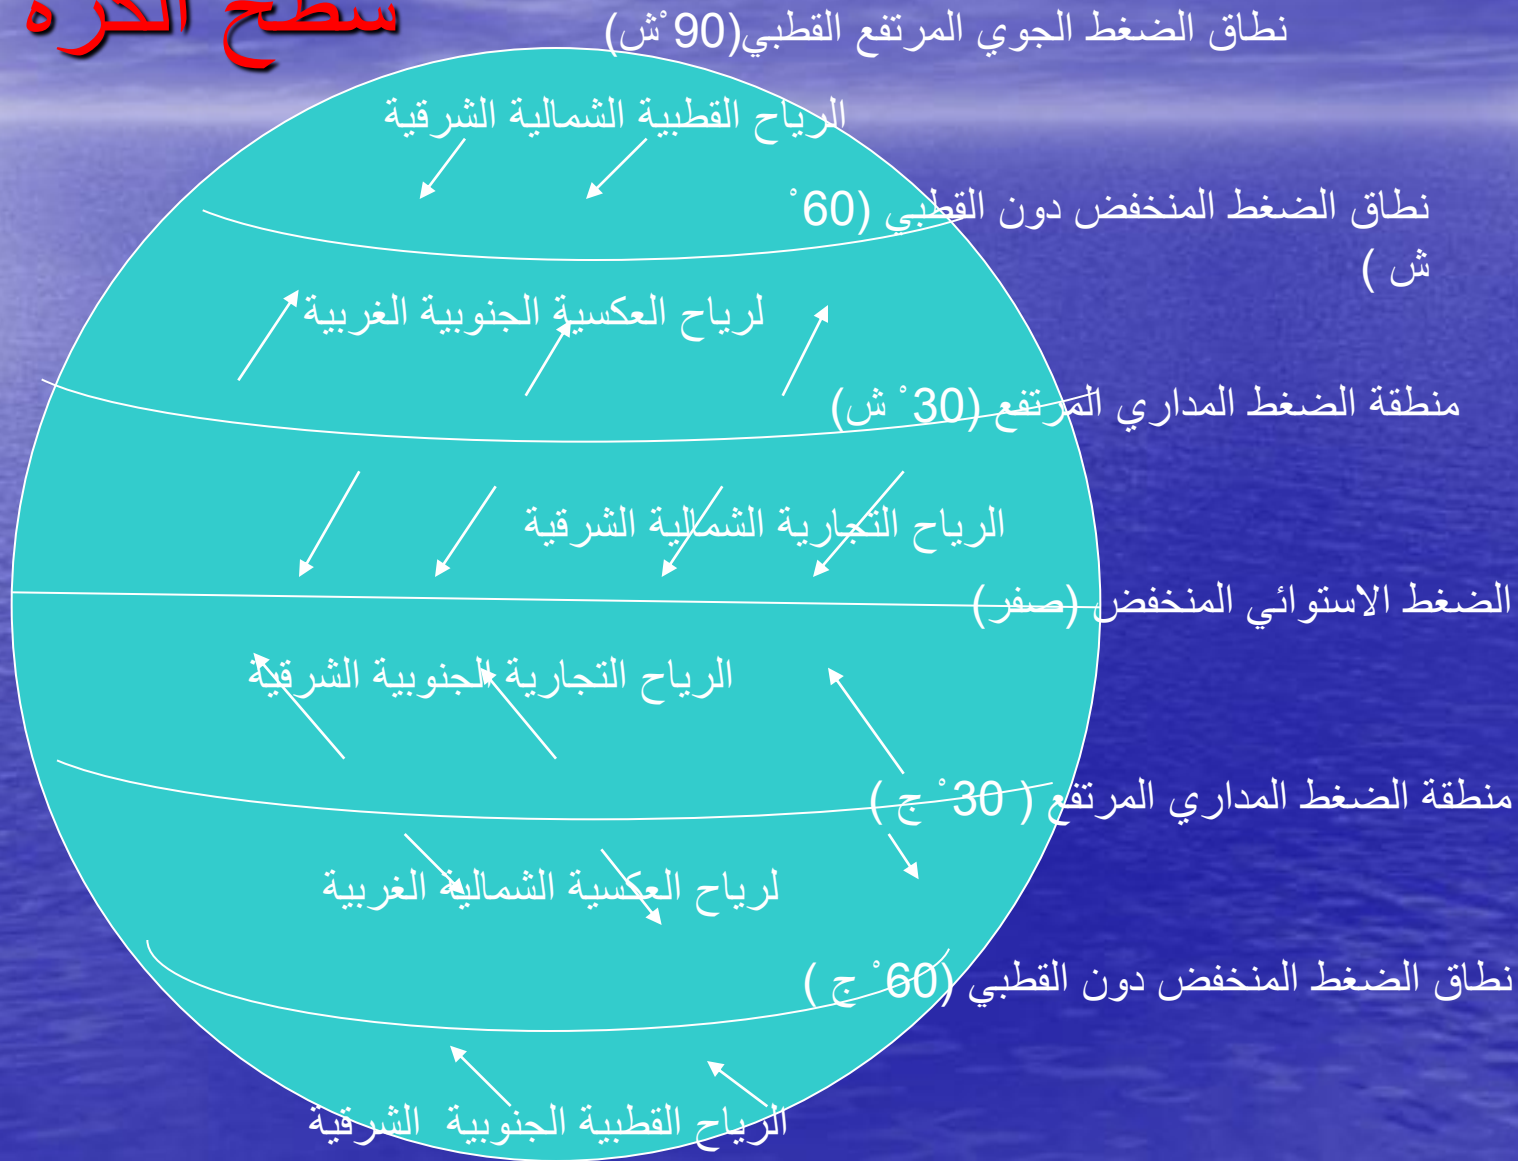 سطح الكره
نطاق الضغط الجوي المرتفع القطبي(90 ْش)
الرياح القطبية الشمالية الشرقية
نطاق الضغط المنخفض دون القطبي (60 ْ
ش )
لرياح العكسية الجنوبية الغربية
منطقة الضغط المداري المرتفع (30 ْ ش)
الرياح التجارية الشمالية الشرقية
الضغط الاستوائي المنخفض (صفر)
الرياح التجارية الجنوبية الشرقية
منطقة الضغط المداري المرتفع ( 30 ْ ج )
لرياح العكسية الشمالية الغربية
نطاق الضغط المنخفض دون القطبي (60 ْ ج )
الرياح القطبية الجنوبية الشرقية